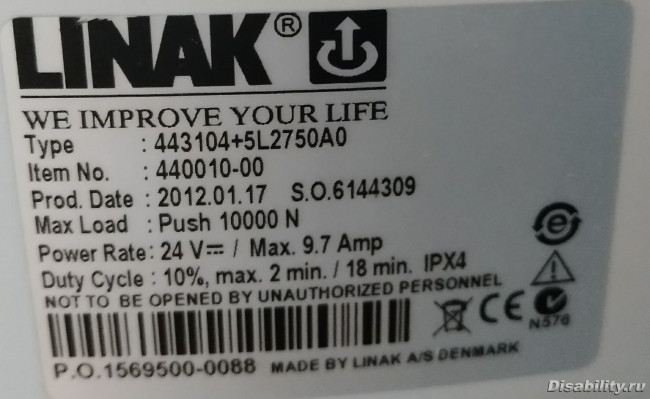 LINAK®
WE IMPROVE YOUR LIFE
Type : 443104+5L2750A0
Item No. : 440010-00
Prod. Date : 2012.01.17 S.O.6144309
Max Load : Push 10000 N
Power Rate: 24 V⎓ / Max. 9.7 Amp
Duty Cycle : 10%, max. 2 min. / 18 min. IPX4
NOT TO BE OPENED BY UNAUTHORIZED PERSONNEL
e
CE
N576
P.O.1569500-0088 MADE BY LINAK A/S DENMARK
Disability.ru